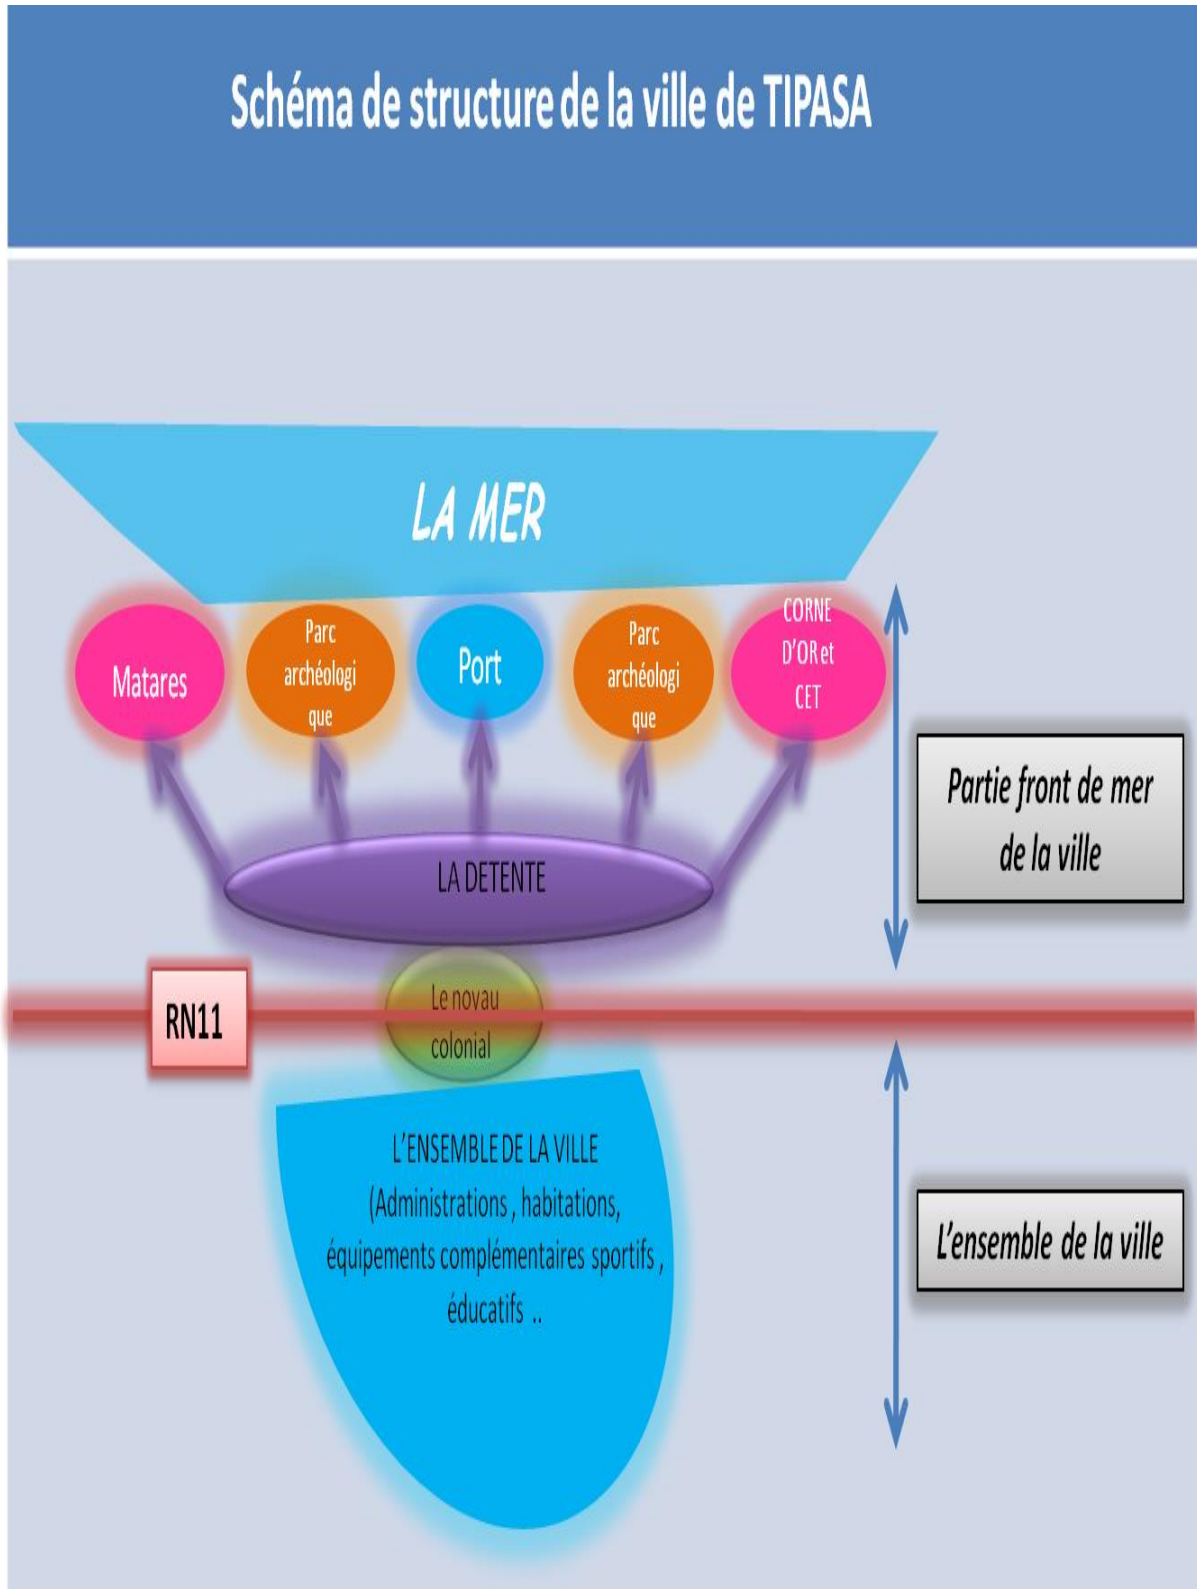 Schéma de structure de la ville de TIPASA
LA MER
Matares
Parc
archéologi
que
Port
Parc
archéologi
que
CORNE
D'OR et
CET
Partie front de mer
de la ville
LA DETENTE
RN11
Le novau
colonial
L'ENSEMBLE DE LA VILLE
(Administrations , habitations,
équipements complémentaires sportifs ,
éducatifs ..
L'ensemble de la ville